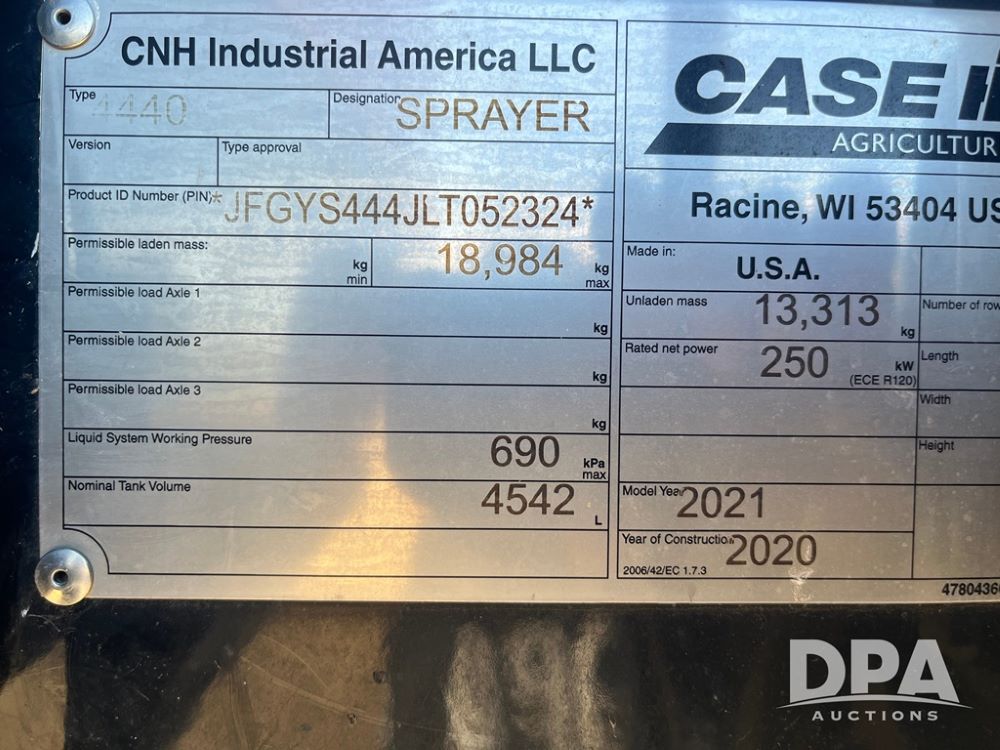 CNH Industrial America LLC
Type 4440 Designation SPRAYER
Version Type approval
Product ID Number (PIN) *JFGYS444JLT052324*
Permissible laden mass: kg min 18,984 kg max
Permissible load Axle 1 kg
Permissible load Axle 2 kg
Permissible load Axle 3 kg
Liquid System Working Pressure 690 kPa max
Nominal Tank Volume 4542 L
CASE
AGRICULTUR
Racine, WI 53404 US
Made in: U.S.A.
Unladen mass 13,313 kg Number of row
Rated net power 250 kW (ECE R120) Length
Width
Height
Model Year 2021
Year of Construction 2020
2006/42/EC 1.7.3
4780436
DPA
AUCTIONS